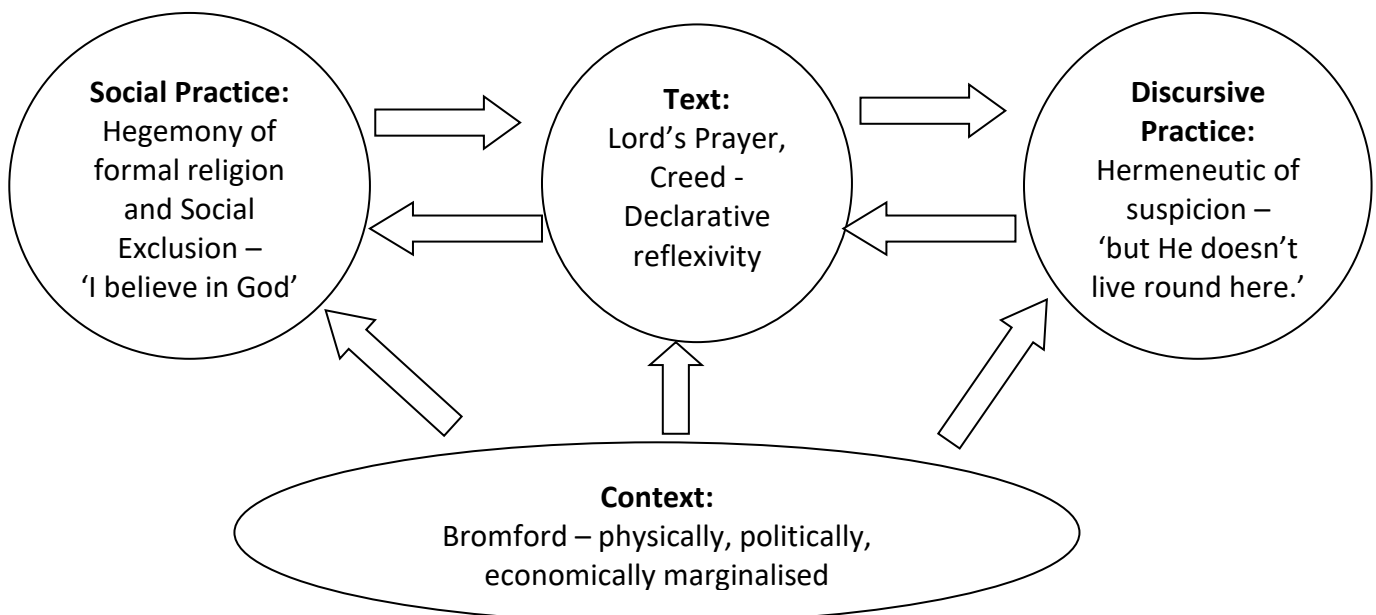 Social Practice:
Hegemony of
formal religion
and Social
Exclusion –
‘I believe in God’
Text:
Lord’s Prayer,
Creed -
Declarative
reflexivity
Discursive
Practice:
Hermeneutic of
suspicion –
‘but He doesn’t
live round here.’
Context:
Bromford – physically, politically,
economically marginalised